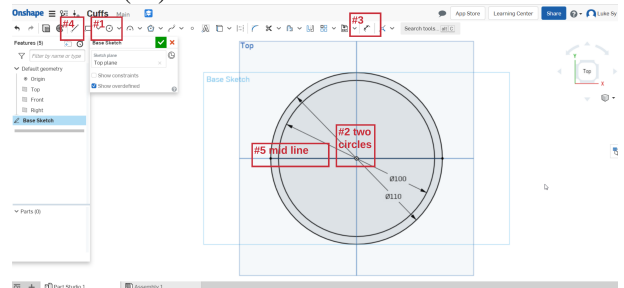 Onshape Cuffs Main
#4 #1 #3
App Store Learning Center Share Luke Sy
Search tools... alt C
Features (5)
Filter by name or type
Default geometry
Origin
Top
Front
Right
Base Sketch
Base Sketch
Sketch plane
Top plane
Show constraints
Show overdefined
Top
Base Sketch
#2 two
circles
#5 mid line
Ø100
Ø110
Y
Top
X
Parts (0)
Part Studio 1 Assembly 1